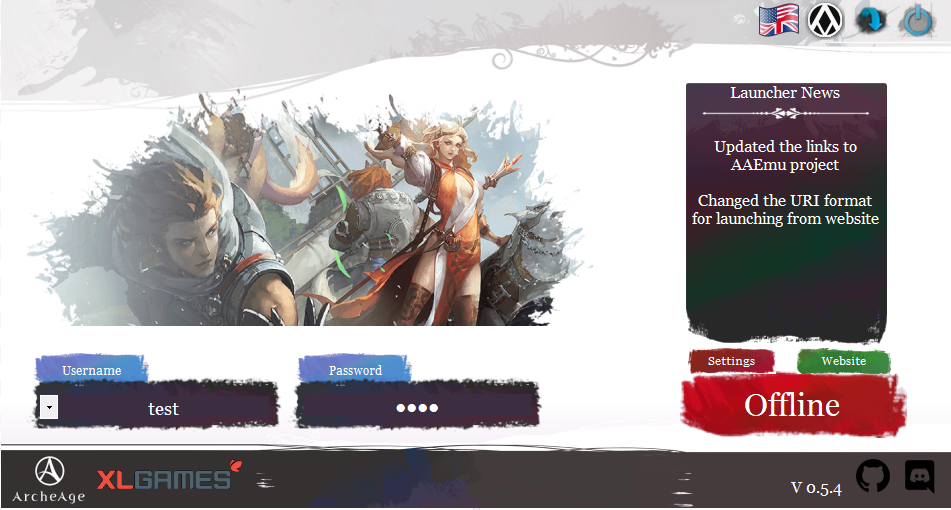 Launcher News
Updated the links to
AAEmu project
Changed the URI format
for launching from website
Username
Password
Settings
Website
test
●●●●
Offline
ArcheAge
XLGAMES
V 0.5.4